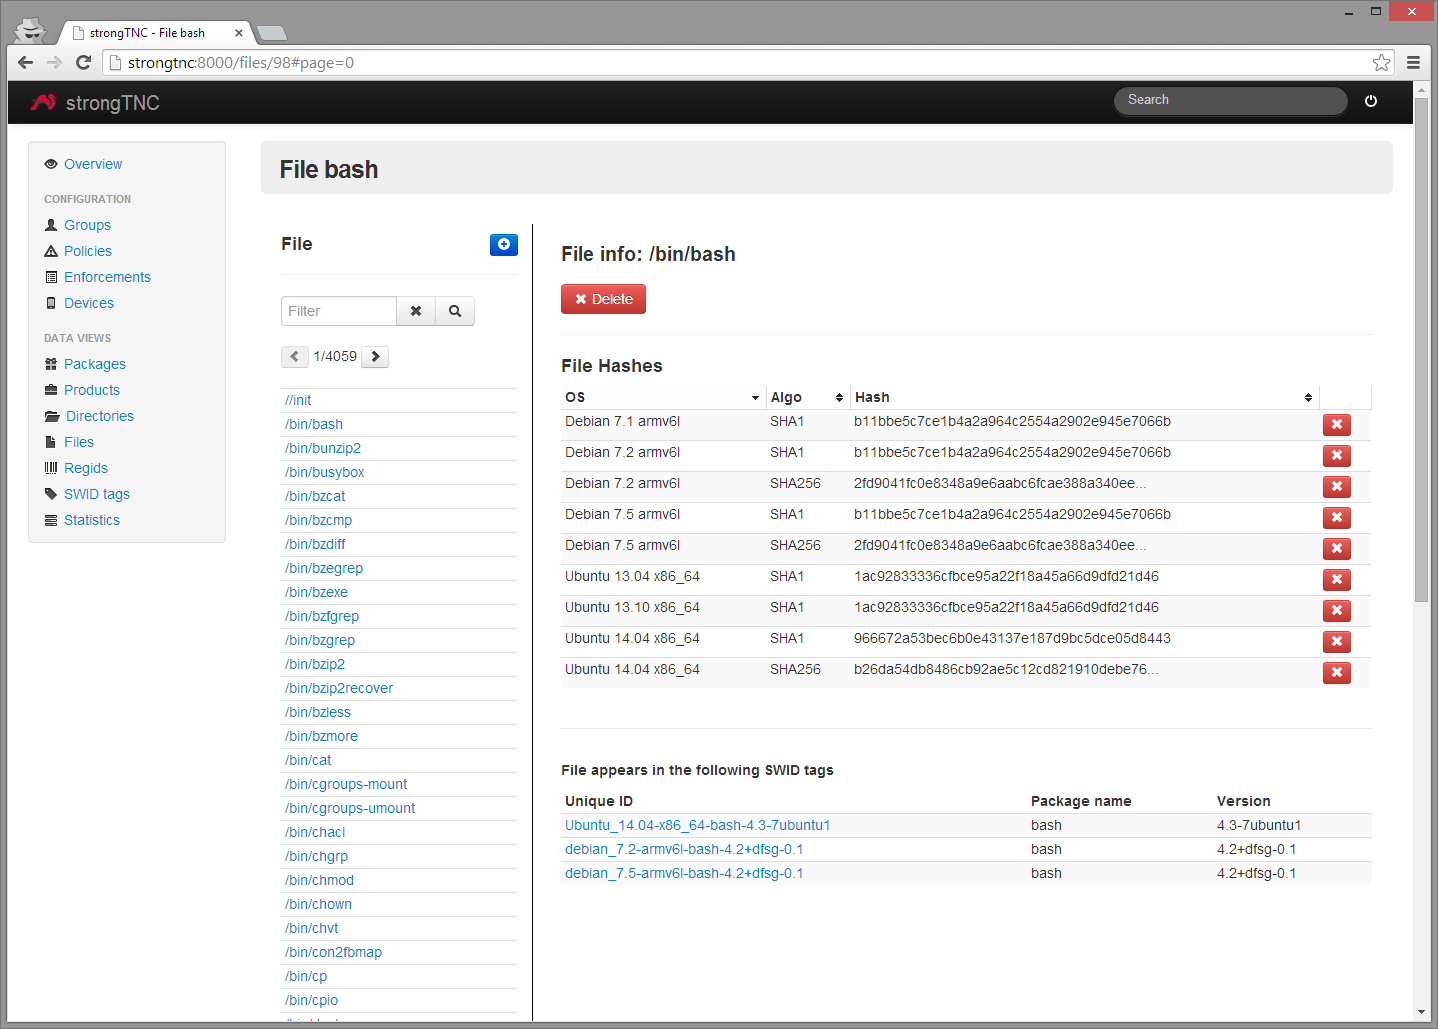 strongTNC - File bash
strongtnc:8000/files/98#page=0
strongTNC
Search
Overview
CONFIGURATION
Groups
Policies
Enforcements
Devices
DATA VIEWS
Packages
Products
Directories
Files
Regids
SWID tags
Statistics
File bash
File
Filter
1/4059
//init
/bin/bash
/bin/bunzip2
/bin/busybox
/bin/bzcat
/bin/bzcmp
/bin/bzdiff
/bin/bzegrep
/bin/bzexe
/bin/bzfgrep
/bin/bzgrep
/bin/bzip2
/bin/bzip2recover
/bin/bzless
/bin/bzmore
/bin/cat
/bin/cgroups-mount
/bin/cgroups-umount
/bin/chacl
/bin/chgrp
/bin/chmod
/bin/chown
/bin/chvt
/bin/con2fbmap
/bin/cp
/bin/cpio
File info: /bin/bash
Delete
File Hashes
OS Algo Hash
Debian 7.1 armv6l SHA1 b11bbe5c7ce1b4a2a964c2554a2902e945e7066b
Debian 7.2 armv6l SHA1 b11bbe5c7ce1b4a2a964c2554a2902e945e7066b
Debian 7.2 armv6l SHA256 2fd9041fc0e8348a9e6aabc6fcae388a340ee...
Debian 7.5 armv6l SHA1 b11bbe5c7ce1b4a2a964c2554a2902e945e7066b
Debian 7.5 armv6l SHA256 2fd9041fc0e8348a9e6aabc6fcae388a340ee...
Ubuntu 13.04 x86_64 SHA1 1ac92833336cfbce95a22f18a45a66d9dfd21d46
Ubuntu 13.10 x86_64 SHA1 1ac92833336cfbce95a22f18a45a66d9dfd21d46
Ubuntu 14.04 x86_64 SHA1 966672a53bec6b0e43137e187d9bc5dce05d8443
Ubuntu 14.04 x86_64 SHA256 b26da54db8486cb92ae5c12cd821910debe76...
File appears in the following SWID tags
Unique ID Package name Version
Ubuntu_14.04-x86_64-bash-4.3-7ubuntu1 bash 4.3-7ubuntu1
debian_7.2-armv6l-bash-4.2+dfsg-0.1 bash 4.2+dfsg-0.1
debian_7.5-armv6l-bash-4.2+dfsg-0.1 bash 4.2+dfsg-0.1